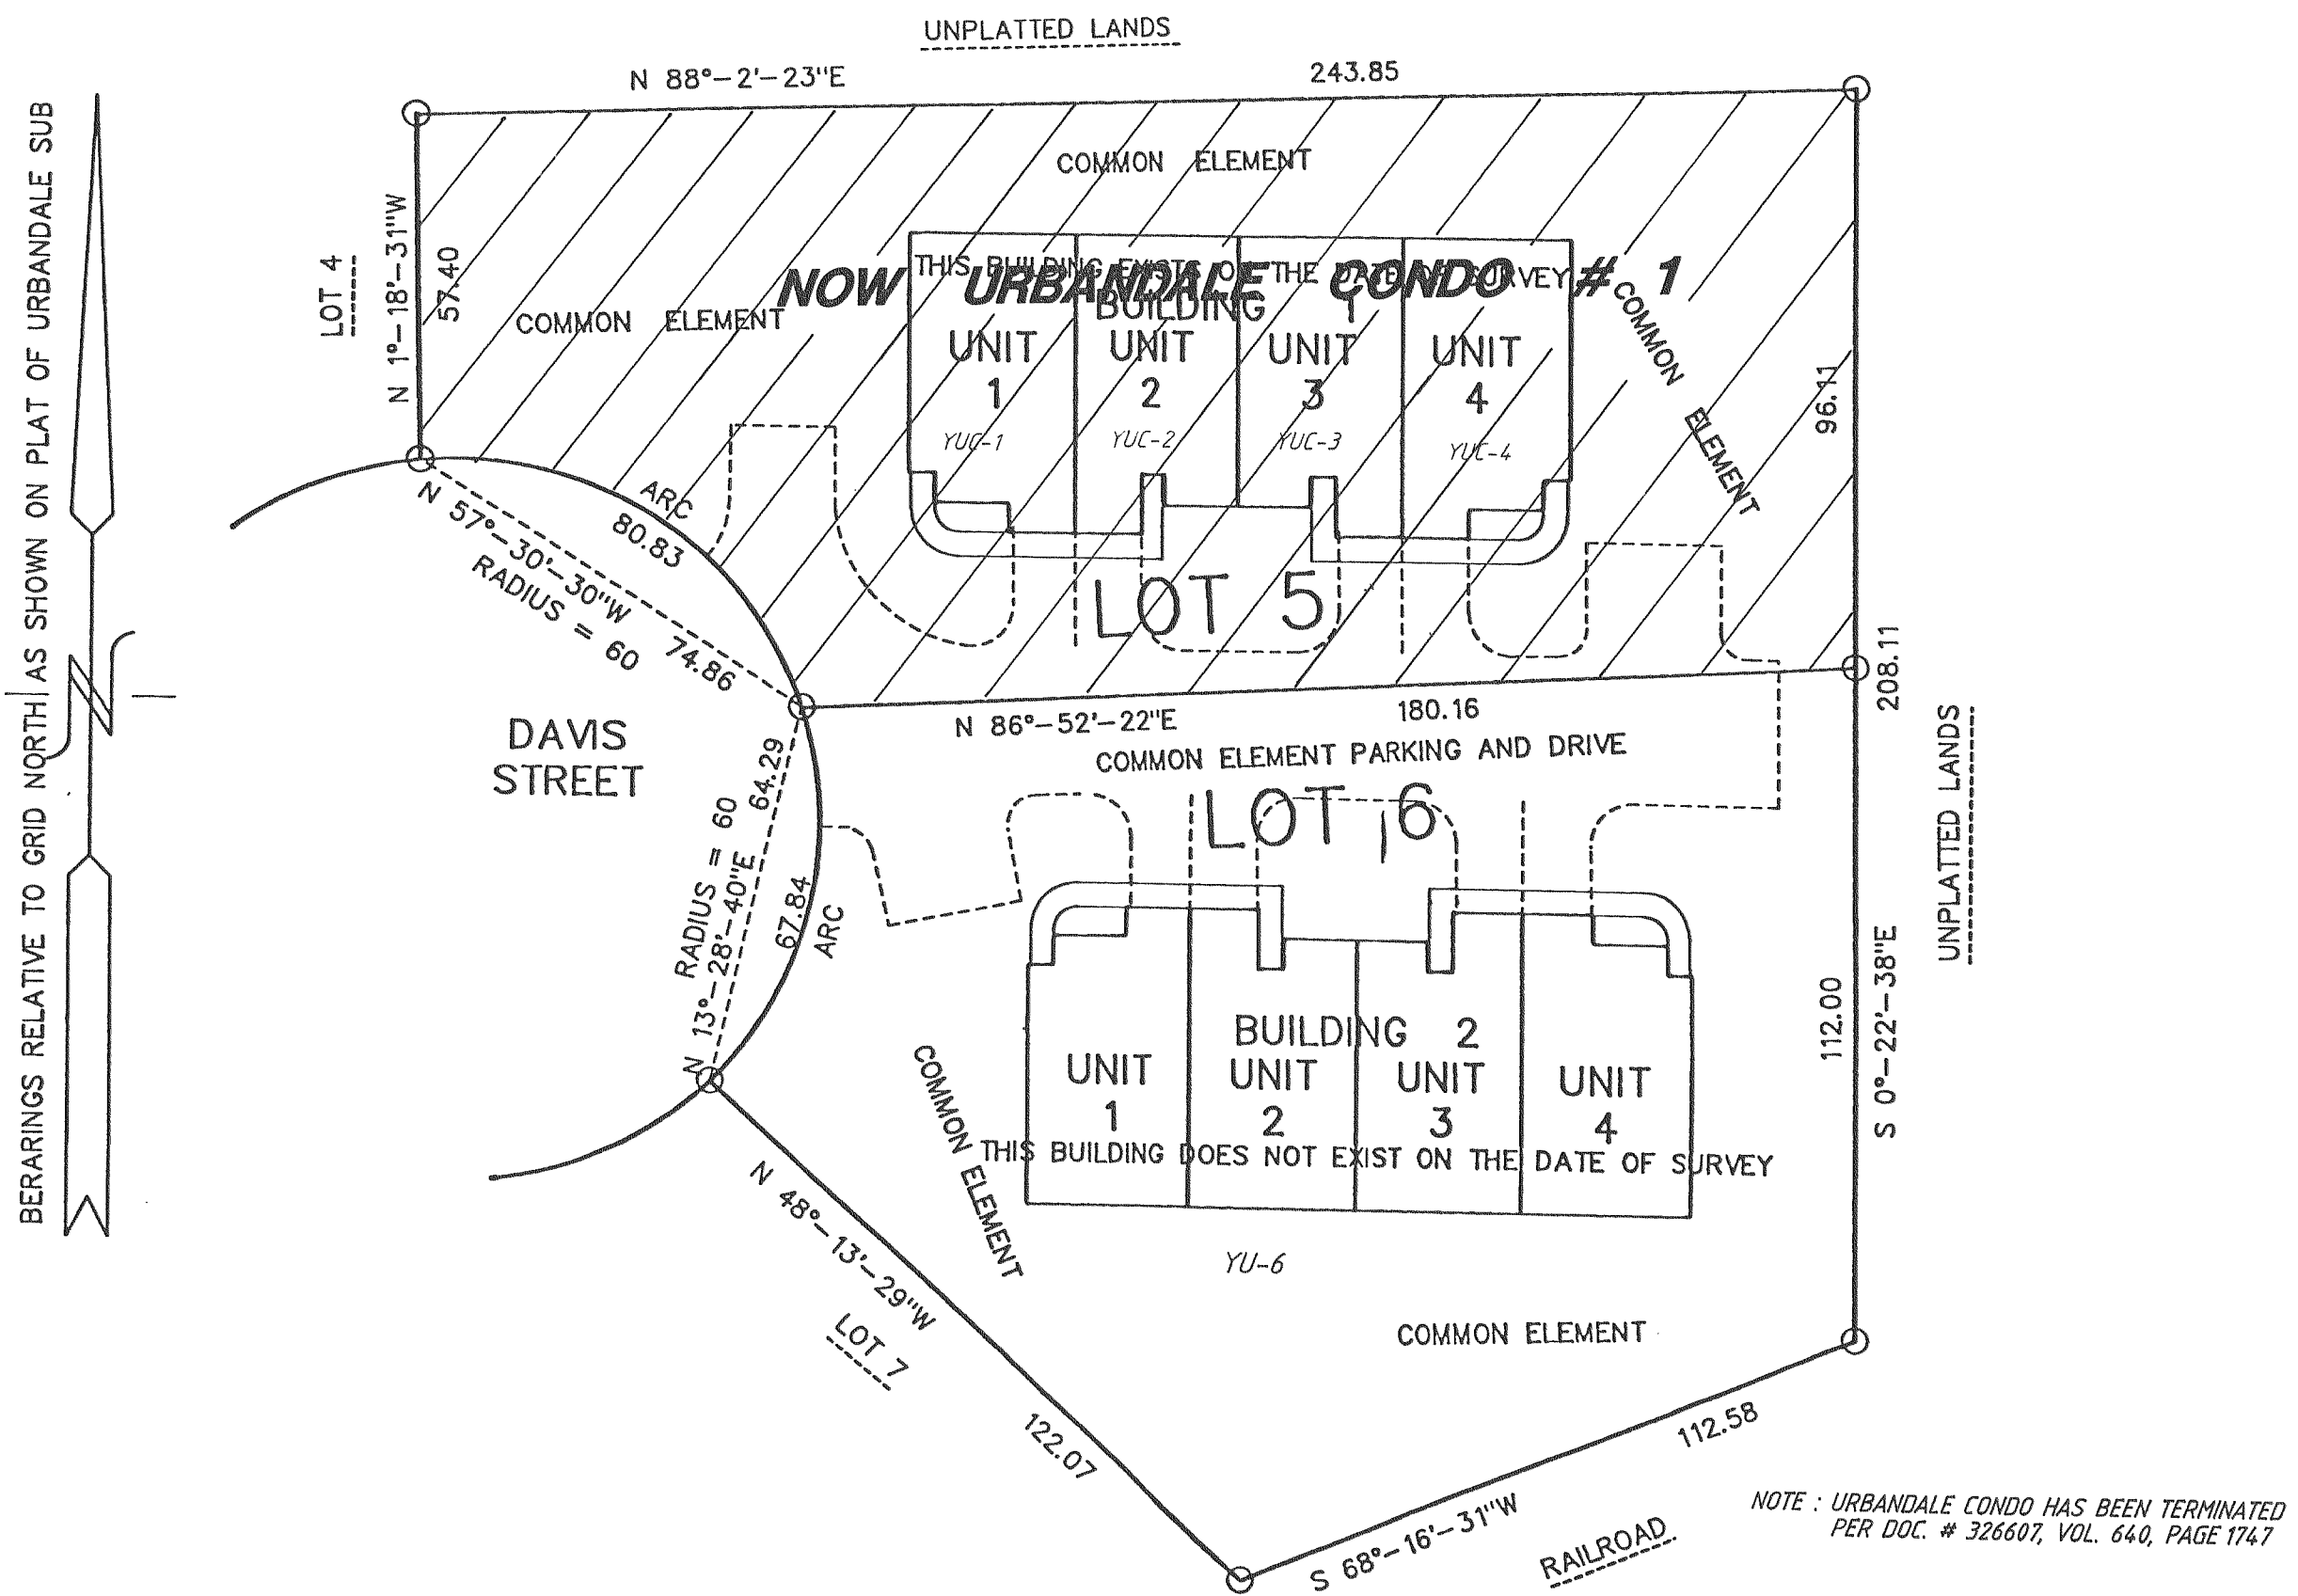 UNPLATTED LANDS
N 88°-2'-23"E 243.85
BERARINGS RELATIVE TO GRID NORTH AS SHOWN ON PLAT OF URBANDALE SUB
N
LOT 4
N 1°-18'-31"W
57.40
COMMON ELEMENT
COMMON ELEMENT
THIS BUILDING EXISTS ON THE DATE OF SURVEY
NOW URBANDALE CONDO # 1
BUILDING 1
UNIT 1
UNIT 2
UNIT 3
UNIT 4
YUC-1
YUC-2
YUC-3
YUC-4
COMMON ELEMENT
96.11
ARC
80.83
N 57°-30'-30"W 74.86
RADIUS = 60
LOT 5
208.11
N 86°-52'-22"E 180.16
COMMON ELEMENT PARKING AND DRIVE
DAVIS
STREET
LOT 6
UNPLATTED LANDS
RADIUS = 60
N 13°-28'-40"E 64.29
67.84
ARC
112.00
S 0°-22'-38"E
BUILDING 2
UNIT 1
UNIT 2
UNIT 3
UNIT 4
THIS BUILDING DOES NOT EXIST ON THE DATE OF SURVEY
COMMON ELEMENT
YU-6
N 48°-13'-29"W
122.07
LOT 7
COMMON ELEMENT
112.58
S 68°-16'-31"W
RAILROAD
NOTE : URBANDALE CONDO HAS BEEN TERMINATED
PER DOC. # 326607, VOL. 640, PAGE 1747